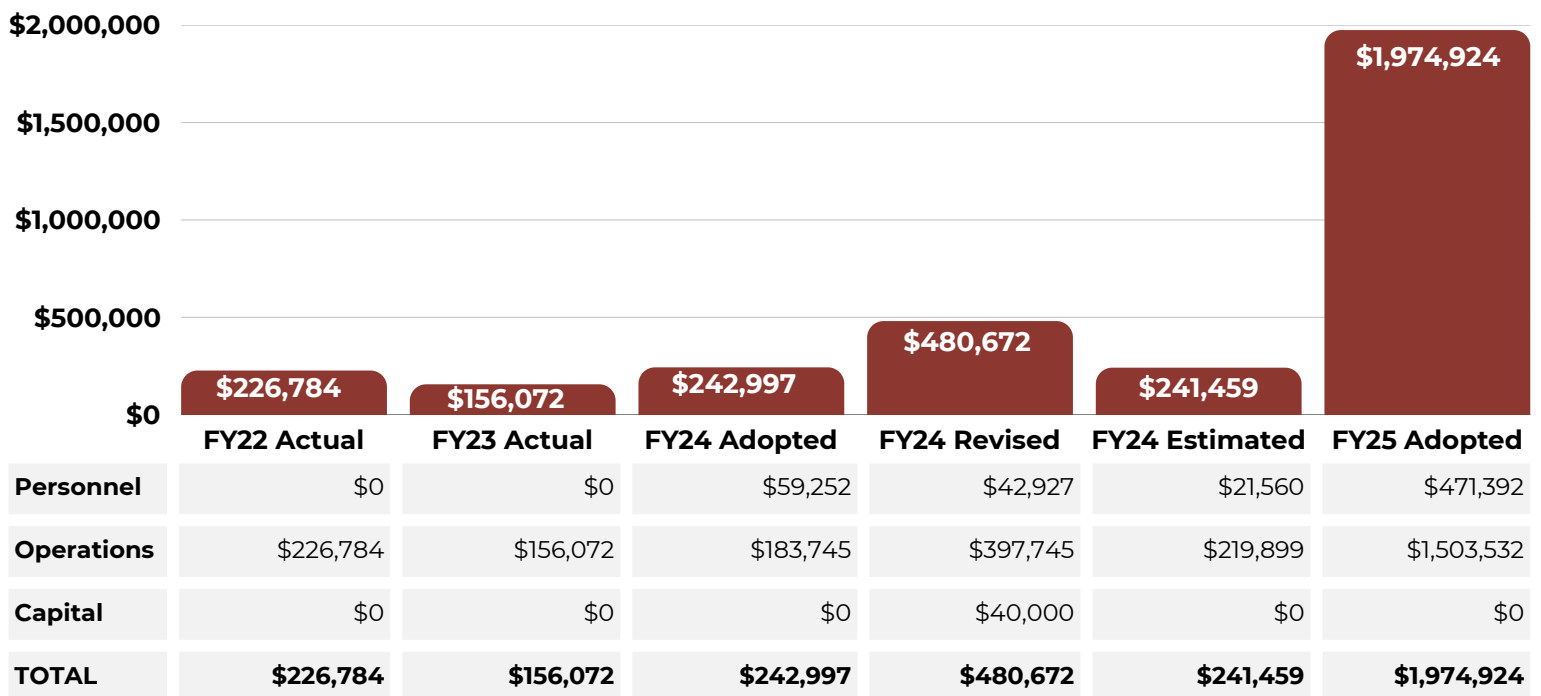 $2,000,000
$1,500,000
$1,000,000
$500,000
$0
$226,784
$156,072
$242,997
$480,672
$241,459
$1,974,924
FY22 Actual FY23 Actual FY24 Adopted FY24 Revised FY24 Estimated FY25 Adopted
Personnel $0 $0 $59,252 $42,927 $21,560 $471,392
Operations $226,784 $156,072 $183,745 $397,745 $219,899 $1,503,532
Capital $0 $0 $0 $40,000 $0 $0
TOTAL $226,784 $156,072 $242,997 $480,672 $241,459 $1,974,924